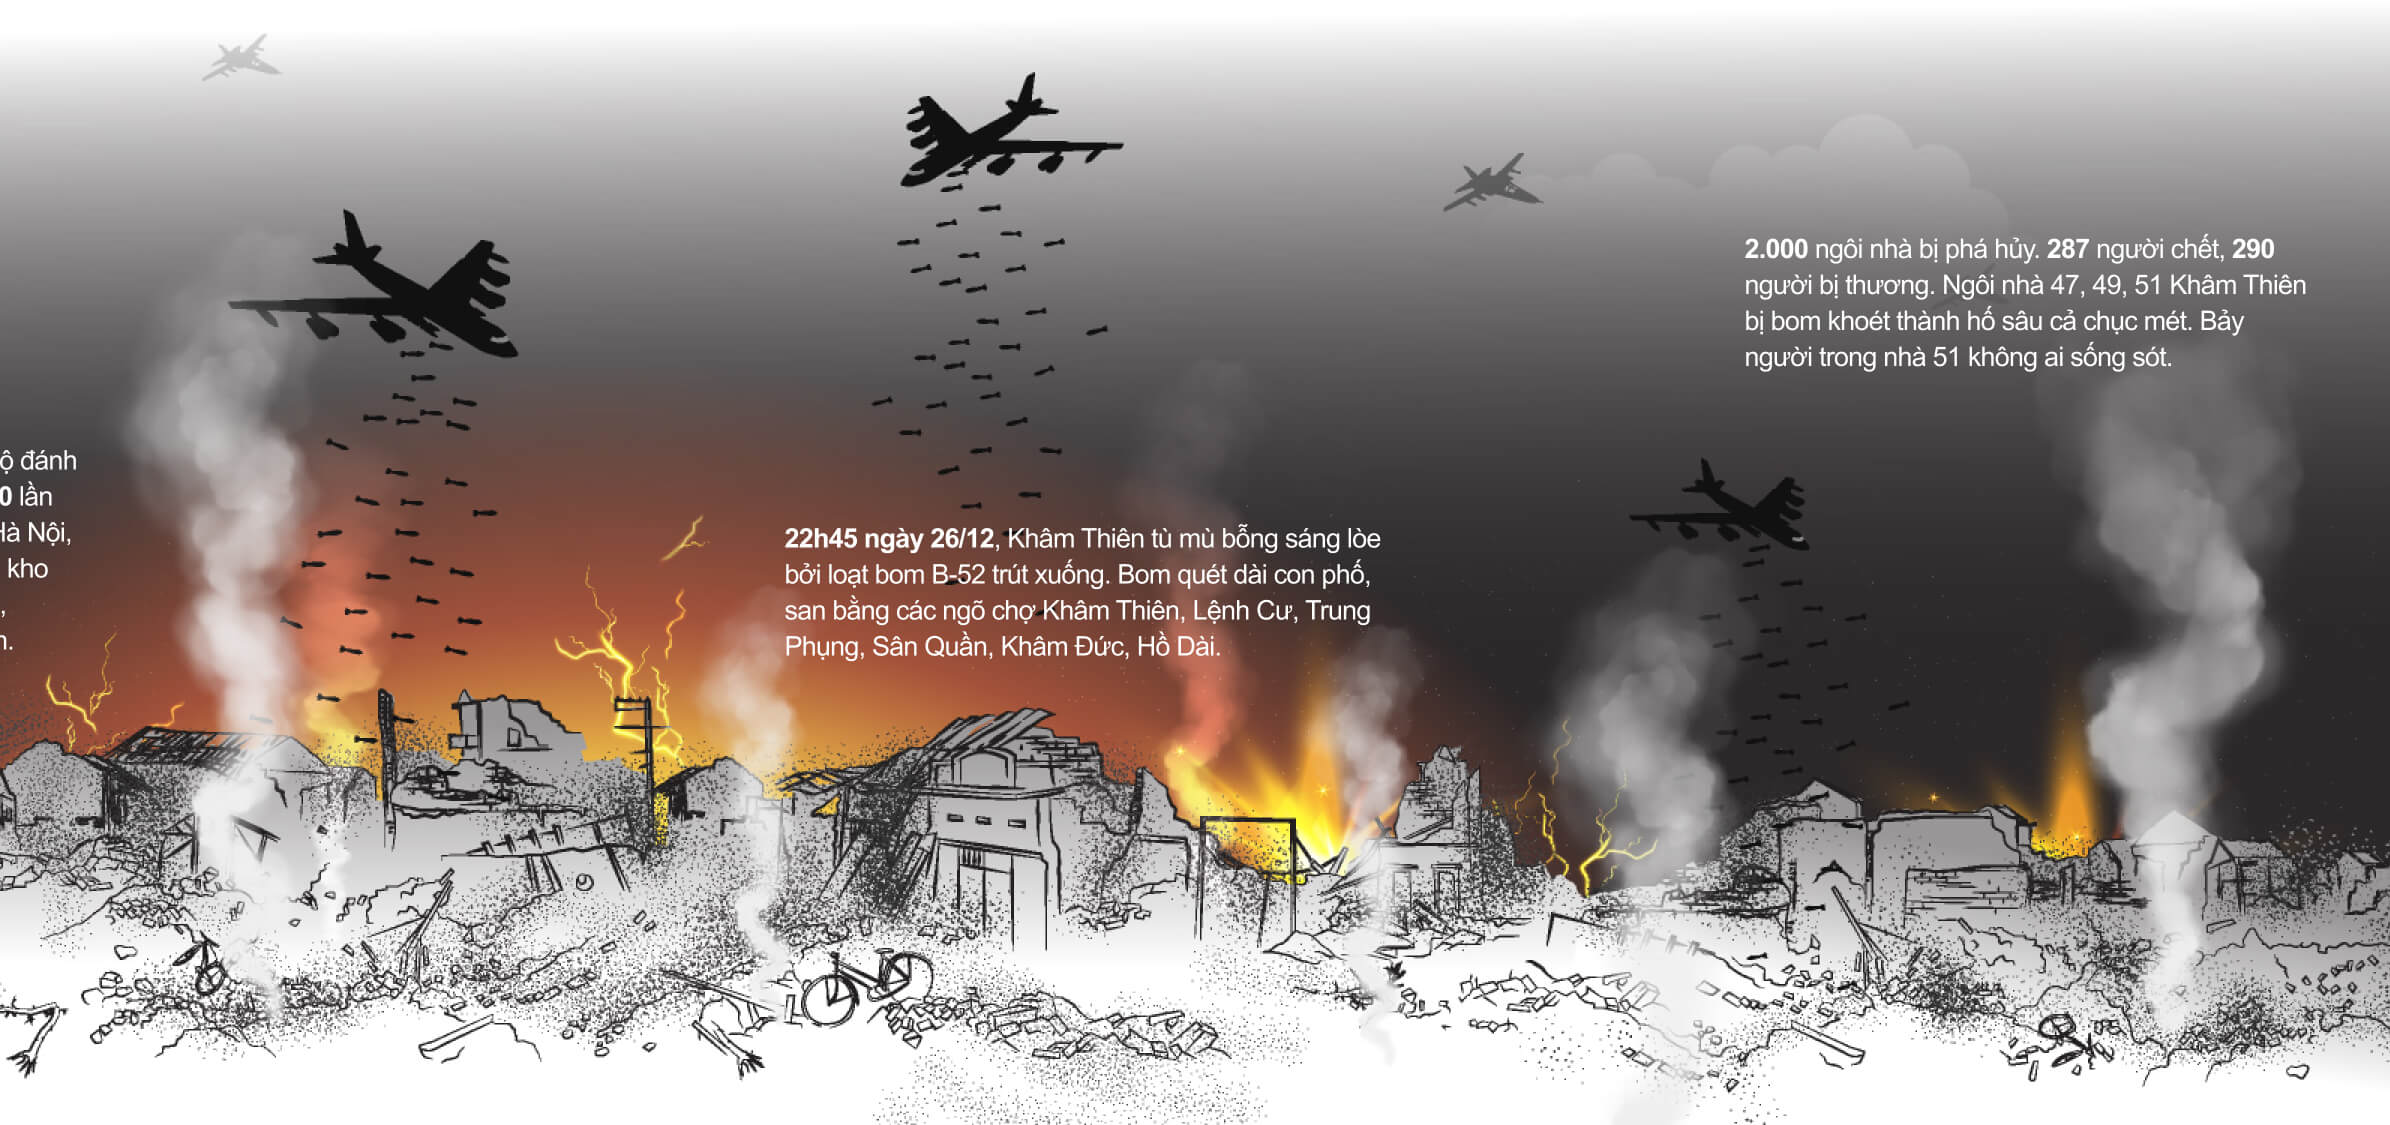 ộ đánh
0 lần
Hà Nội,
kho
,
n.
22h45 ngày 26/12, Khâm Thiên tù mù bỗng sáng lòe
bởi loạt bom B-52 trút xuống. Bom quét dài con phố,
san bằng các ngõ chợ Khâm Thiên, Lệnh Cư, Trung
Phụng, Sân Quần, Khâm Đức, Hồ Dài.
2.000 ngôi nhà bị phá hủy. 287 người chết, 290
người bị thương. Ngôi nhà 47, 49, 51 Khâm Thiên
bị bom khoét thành hố sâu cả chục mét. Bảy
người trong nhà 51 không ai sống sót.